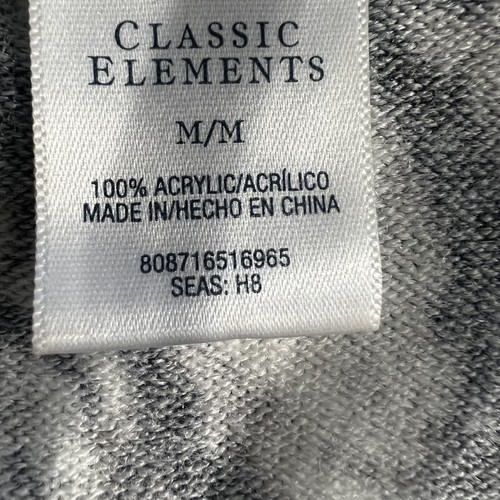 CLASSIC
ELEMENTS
M/M
100% ACRYLIC/ACRÍLICO
MADE IN/HECHO EN CHINA
808716516965
SEAS: H8